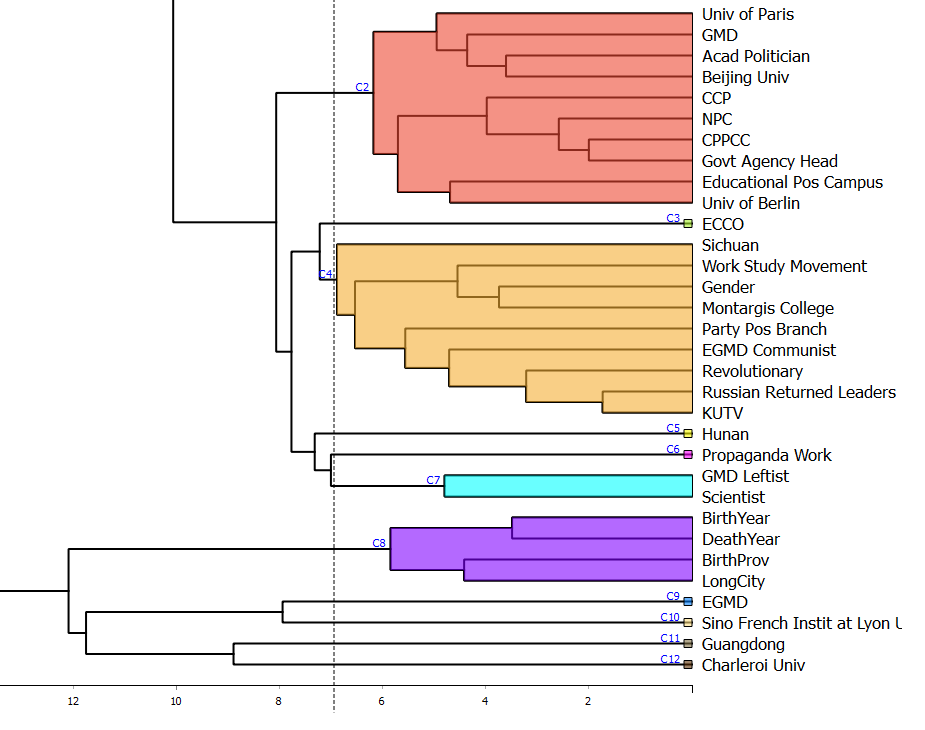 Univ of Paris
GMD
Acad Politician
Beijing Univ
C2
CCP
NPC
CPPCC
Govt Agency Head
Educational Pos Campus
Univ of Berlin
C3
ECCO
Sichuan
Work Study Movement
C4
Gender
Montargis College
Party Pos Branch
EGMD Communist
Revolutionary
Russian Returned Leaders
KUTV
C5
Hunan
C6
Propaganda Work
C7
GMD Leftist
Scientist
BirthYear
DeathYear
C8
BirthProv
LongCity
C9
EGMD
C10
Sino French Instit at Lyon
C11
Guangdong
C12
Charleroi Univ
12 10 8 6 4 2